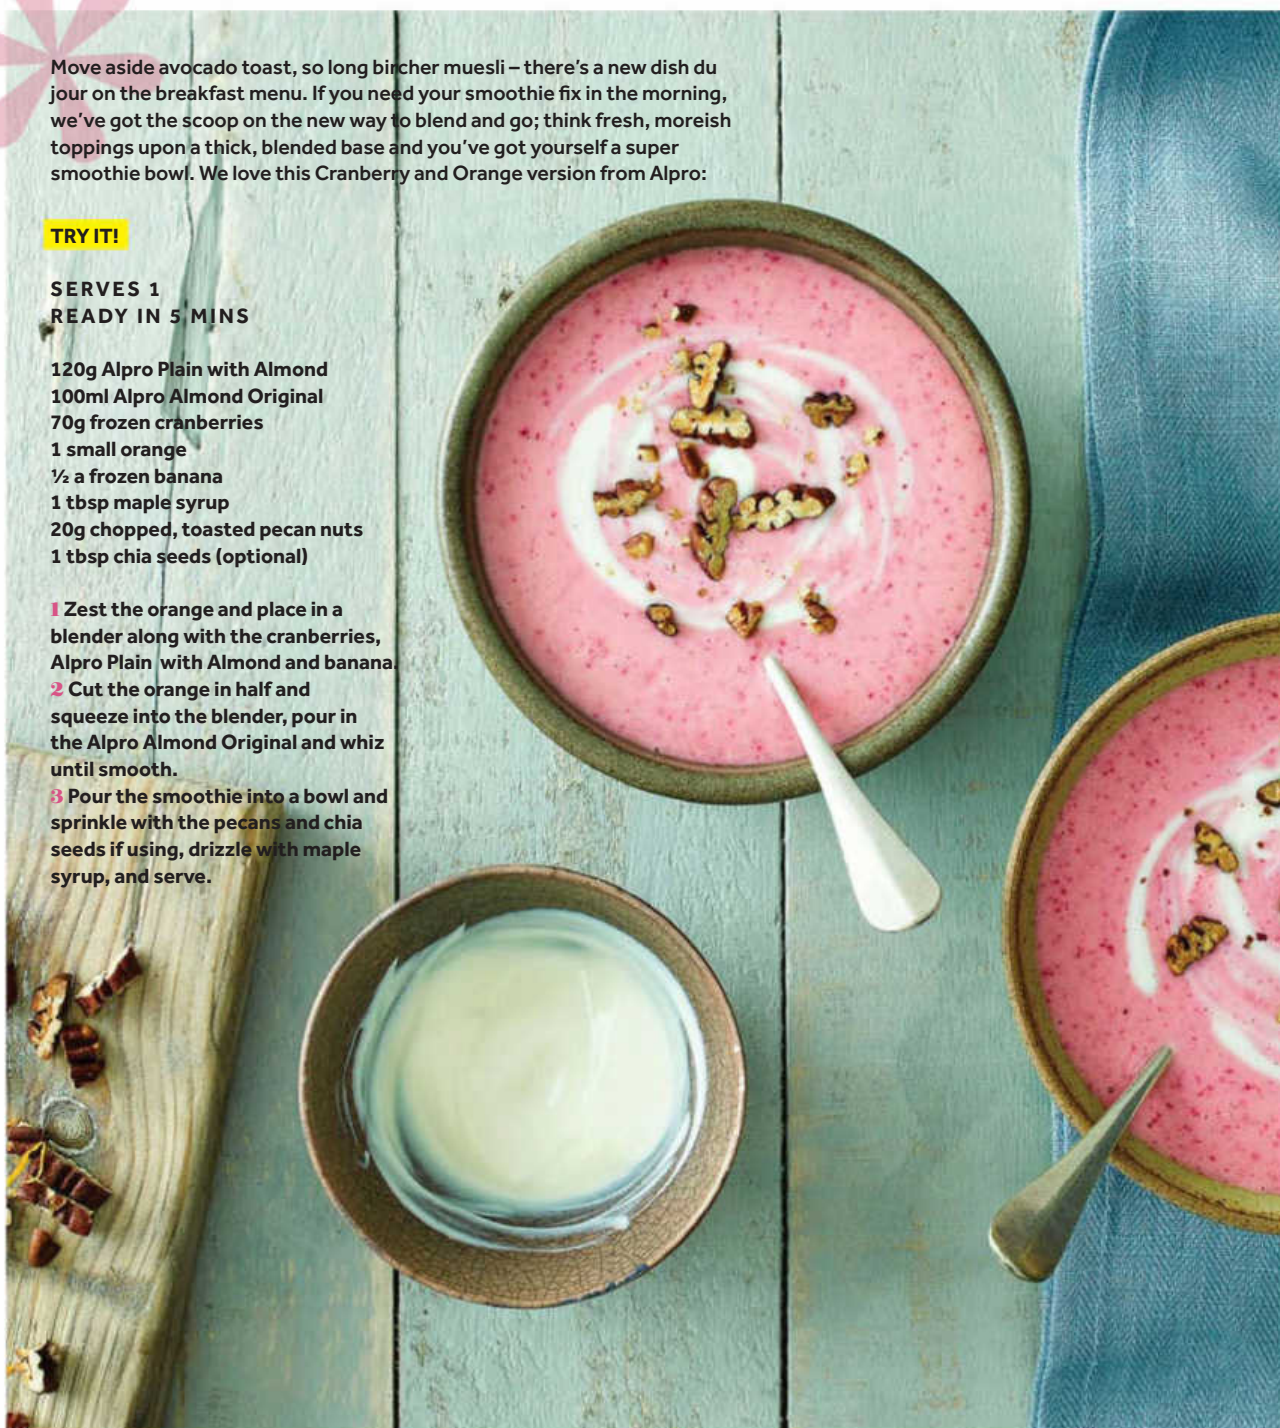 Move aside avocado toast, so long bircher muesli – there's a new dish du
jour on the breakfast menu. If you need your smoothie fix in the morning,
we've got the scoop on the new way to blend and go; think fresh, moreish
toppings upon a thick, blended base and you've got yourself a super
smoothie bowl. We love this Cranberry and Orange version from Alpro:
TRY IT!
SERVES 1
READY IN 5 MINS
120g Alpro Plain with Almond
100ml Alpro Almond Original
70g frozen cranberries
1 small orange
½ a frozen banana
1 tbsp maple syrup
20g chopped, toasted pecan nuts
1 tbsp chia seeds (optional)
1 Zest the orange and place in a
blender along with the cranberries,
Alpro Plain with Almond and banana.
2 Cut the orange in half and
squeeze into the blender, pour in
the Alpro Almond Original and whiz
until smooth.
3 Pour the smoothie into a bowl and
sprinkle with the pecans and chia
seeds if using, drizzle with maple
syrup, and serve.